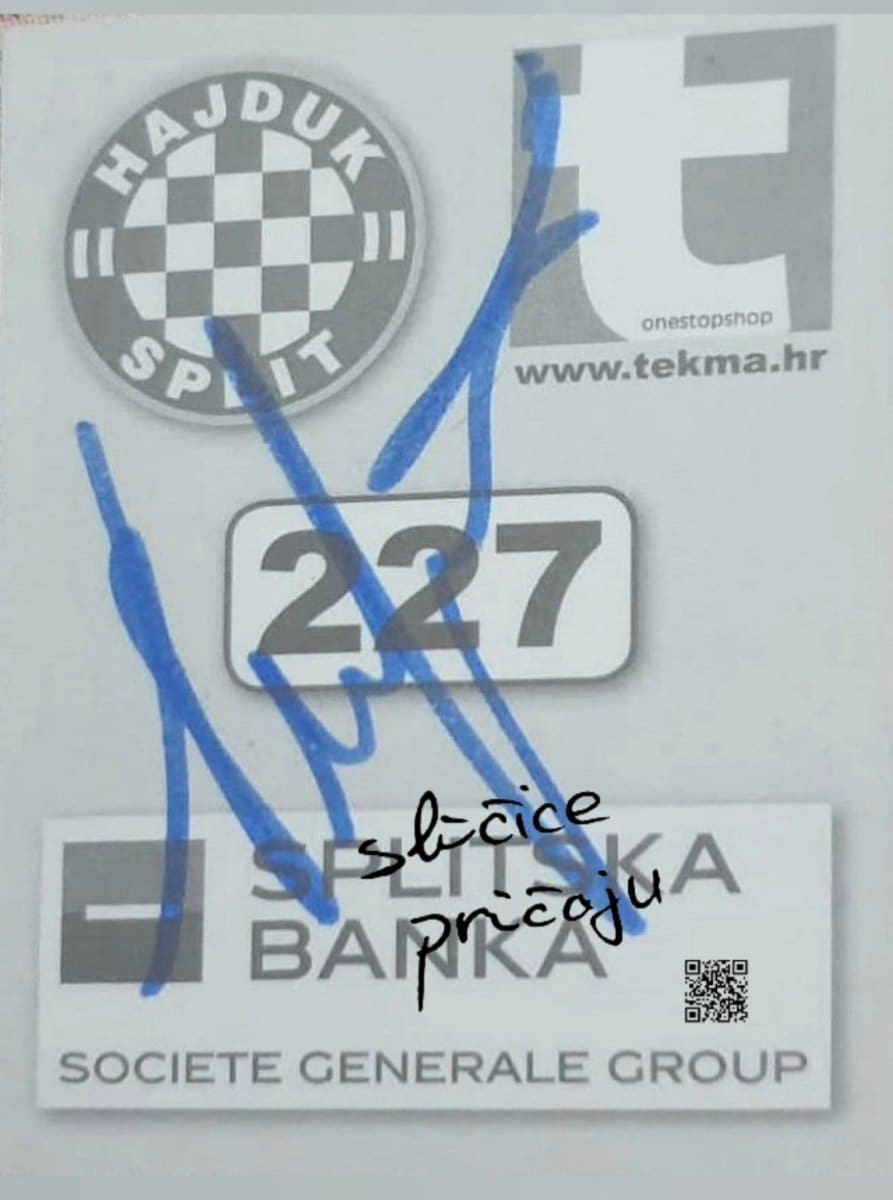 HAJDUK
SPLIT
onestopshop
www.tekma.hr
227
sličice
pričaju
SPLITSKA
BANKA
SOCIETE GENERALE GROUP